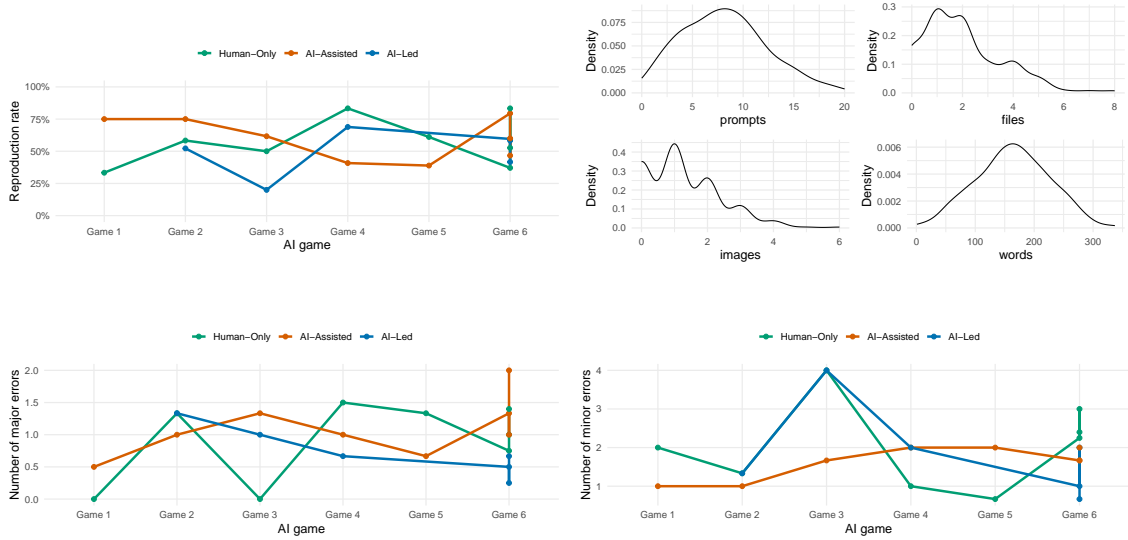 Human−Only AI−Assisted AI−Led
100%
75%
50%
25%
0%
Reproduction rate
Game 1 Game 2 Game 3 Game 4 Game 5 Game 6
AI game
0.075
0.050
0.025
0.000
Density
0 5 10 15 20
prompts
0.3
0.2
0.1
0.0
Density
0 2 4 6 8
files
0.4
0.3
0.2
0.1
0.0
Density
0 2 4 6
images
0.006
0.004
0.002
0.000
Density
0 100 200 300
words
Human−Only AI−Assisted AI−Led
2.0
1.5
1.0
0.5
0.0
Number of major errors
Game 1 Game 2 Game 3 Game 4 Game 5 Game 6
AI game
Human−Only AI−Assisted AI−Led
4
3
2
1
Number of minor errors
Game 1 Game 2 Game 3 Game 4 Game 5 Game 6
AI game